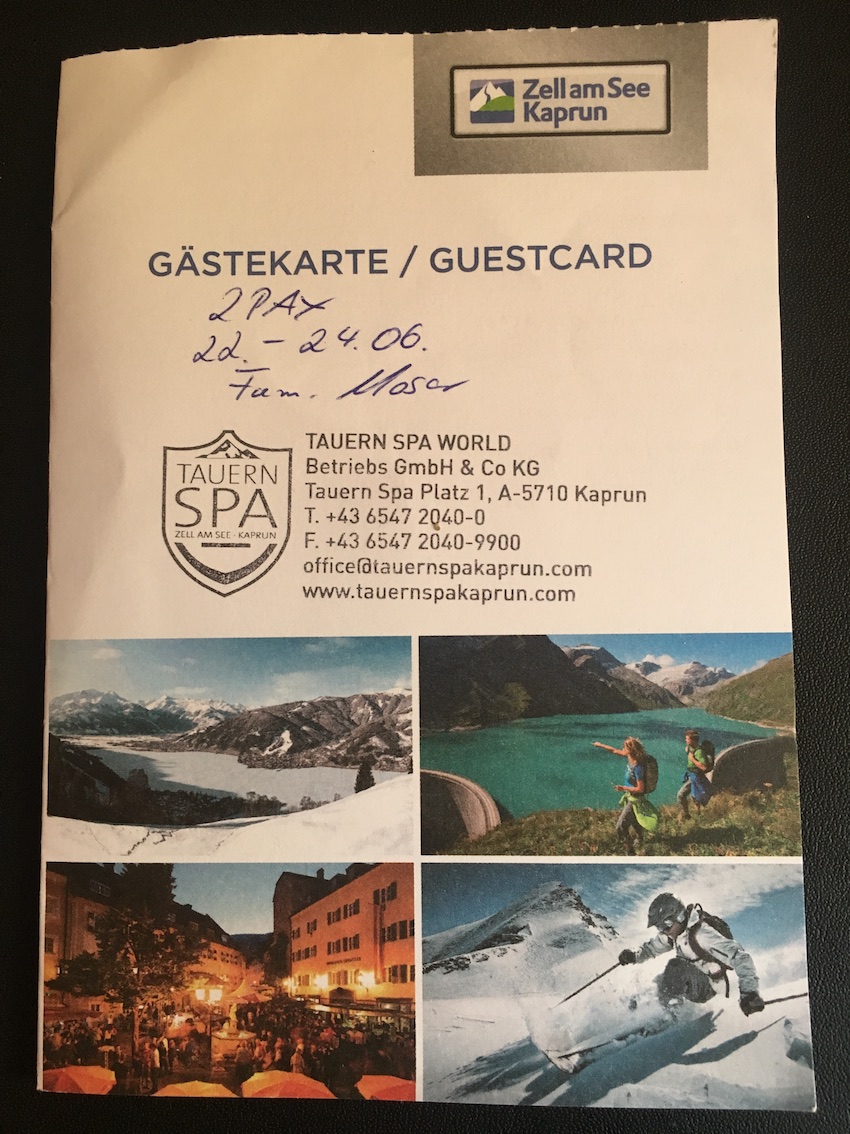 Zell am See
Kaprun
GÄSTEKARTE / GUESTCARD
2 PAX
22. - 24.06.
Fam. Moser
TAUERN
SPA
ZELL AM SEE - KAPRUN
TAUERN SPA WORLD
Betriebs GmbH & Co KG
Tauern Spa Platz 1, A-5710 Kaprun
T. +43 6547 2040-0
F. +43 6547 2040-9900
office@tauernspakaprun.com
www.tauernspakaprun.com